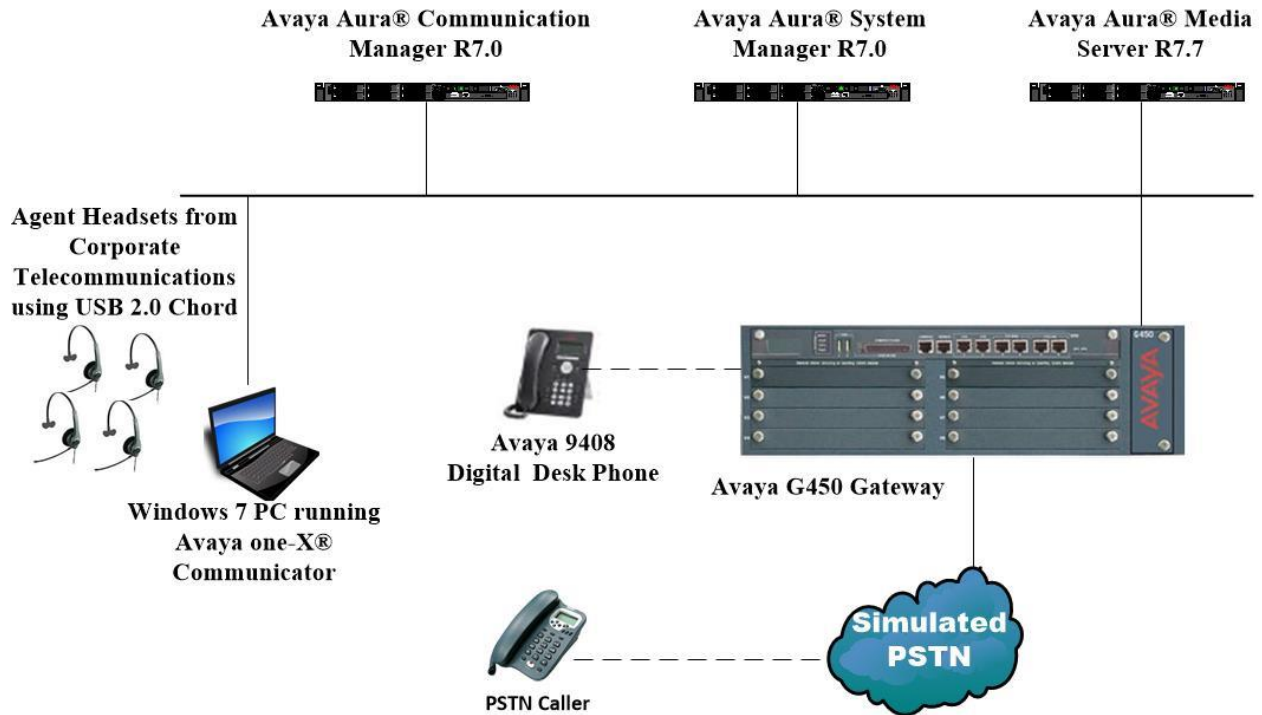 Avaya Aura® Communication
Manager R7.0
Avaya Aura® System
Manager R7.0
Avaya Aura® Media
Server R7.7
Agent Headsets from
Corporate
Telecommunications
using USB 2.0 Chord
Windows 7 PC running
Avaya one-X®
Communicator
Avaya 9408
Digital Desk Phone
G450
AVAYA
Avaya G450 Gateway
Simulated
PSTN
PSTN Caller